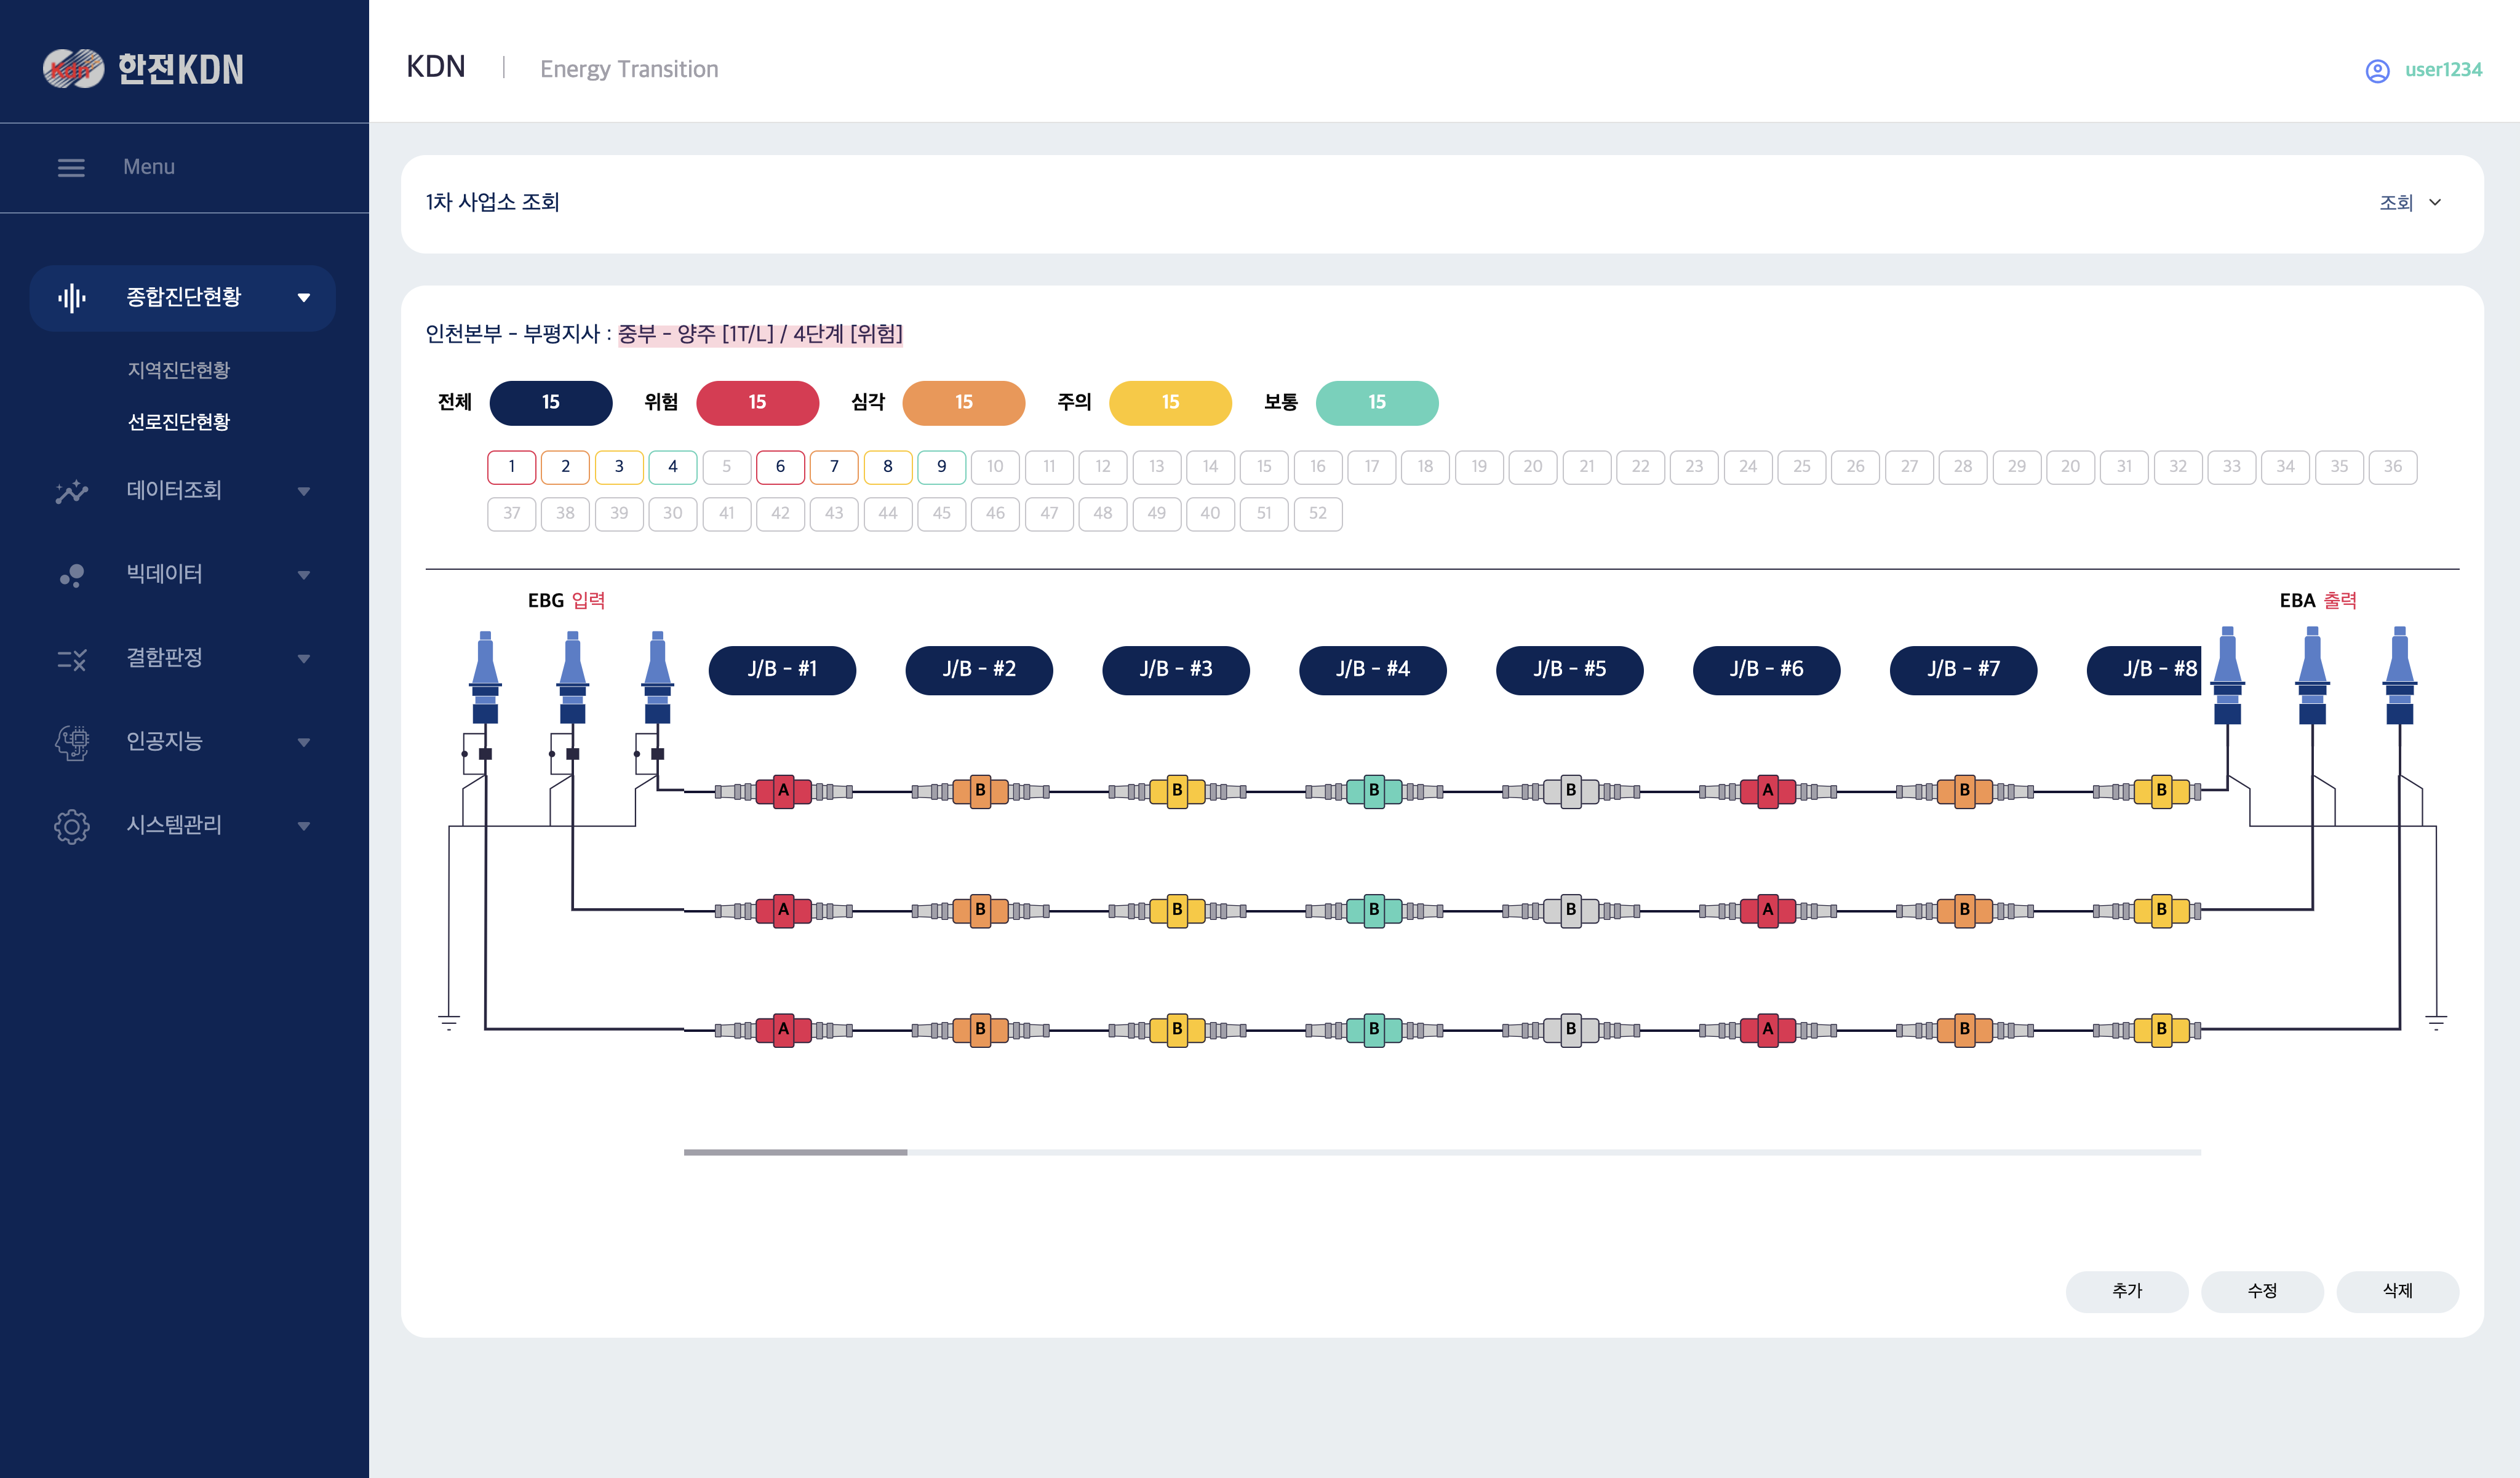 Kdn 한전KDN
KDN
Energy Transition
user1234
Menu
종합진단현황
지역진단현황
선로진단현황
데이터조회
빅데이터
결함판정
인공지능
시스템관리
1차 사업소 조회
조회
인천본부 - 부평지사 : 중부 - 양주 [1T/L] / 4단계 [위험]
전체 15 위험 15 심각 15 주의 15 보통 15
1 2 3 4 5 6 7 8 9 10 11 12 13 14 15 16 17 18 19 20 21 22 23 24 25 26 27 28 29 20 31 32 33 34 35 36
37 38 39 30 41 42 43 44 45 46 47 48 49 40 51 52
EBG 입력
EBA 출력
J/B - #1 J/B - #2 J/B - #3 J/B - #4 J/B - #5 J/B - #6 J/B - #7 J/B - #8
A B B B B A B B
A B B B B A B B
A B B B B A B B
추가 수정 삭제